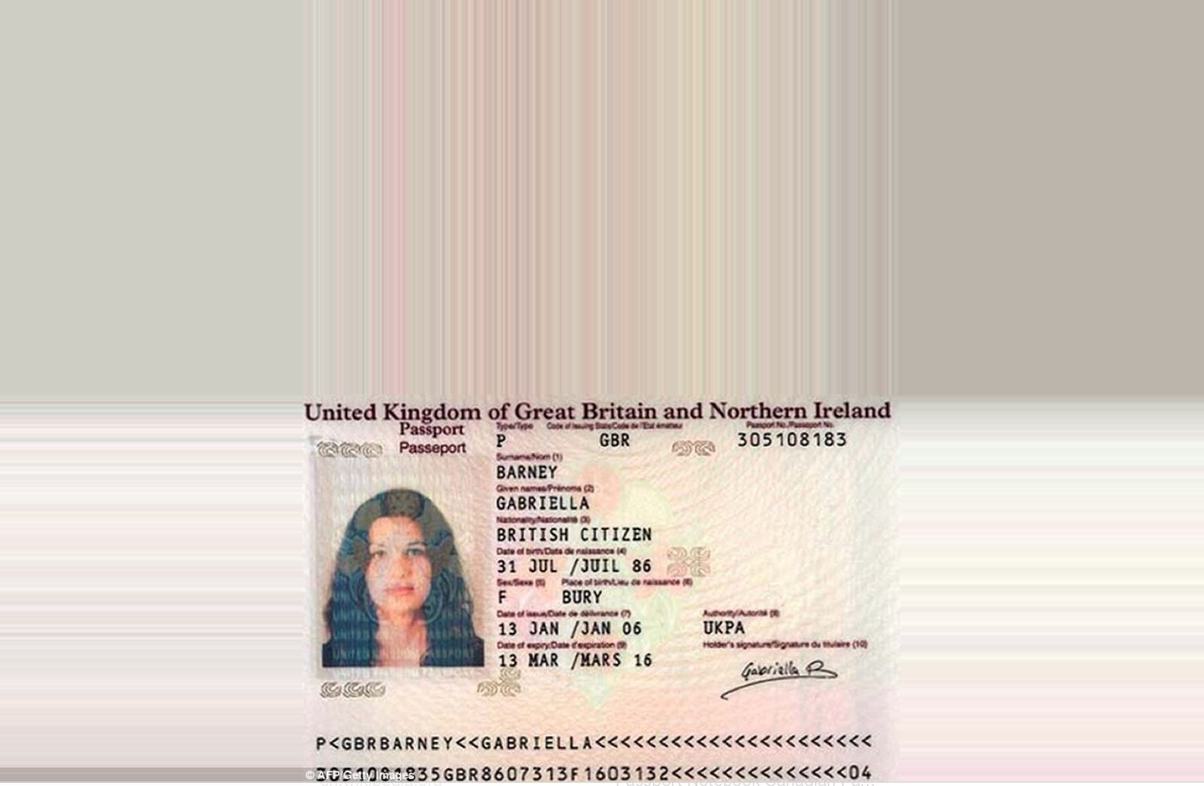 United Kingdom of Great Britain and Northern Ireland
Passport
Passeport
Type/Type Code of issuing State/Code de l'Etat émetteur Passport No./Passeport No.
P GBR 305108183
Surname/Nom (1)
BARNEY
Given names/Prénoms (2)
GABRIELLA
Nationality/Nationalité (3)
BRITISH CITIZEN
Date of birth/Date de naissance (4)
31 JUL /JUIL 86
Sex/Sexe (5) Place of birth/Lieu de naissance (6)
F BURY
Date of issue/Date de délivrance (7) Authority/Autorité (8)
13 JAN /JAN 06 UKPA
Date of expiry/Date d'expiration (9) Holder's signature/Signature du titulaire (10)
13 MAR /MARS 16
Gabriella B
UNITED KINGDOM
P<GBRBARNEY<<GABRIELLA<<<<<<<<<<<<<<<<<<<<<<
GBR8607313F1603132<<<<<<<<<<<<<<04
© AFP/Getty Images